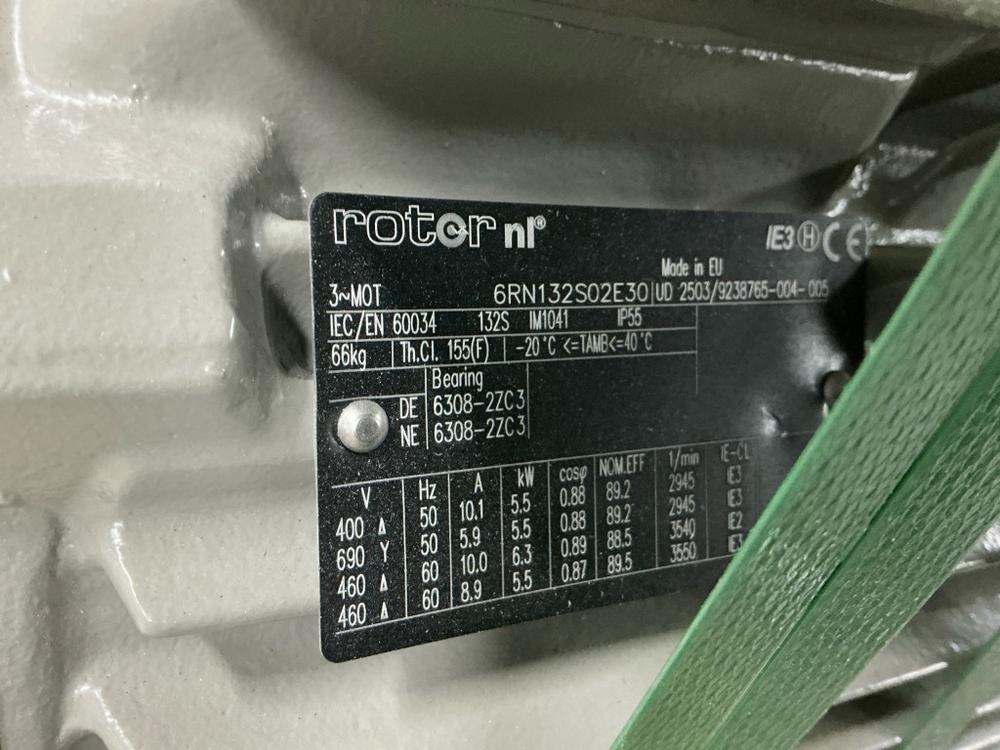 rotor nl®
IE3 H CE
Made in EU
3~MOT 6RN132S02E30 UD 2503/9238765-004-005
IEC/EN 60034 132S IM1041 IP55
66kg Th.Cl. 155(F) -20°C <=TAMB<=40°C
Bearing
DE 6308-2ZC3
NE 6308-2ZC3
V Hz A kW cosφ NOM.EFF 1/min IE-CL
400 Δ 50 10.1 5.5 0.88 89.2 2945 IE3
690 Y 50 5.9 5.5 0.88 89.2 2945 IE3
460 Δ 60 10.0 6.3 0.89 88.5 3540 IE2
460 Δ 60 8.9 5.5 0.87 89.5 3550 IE3